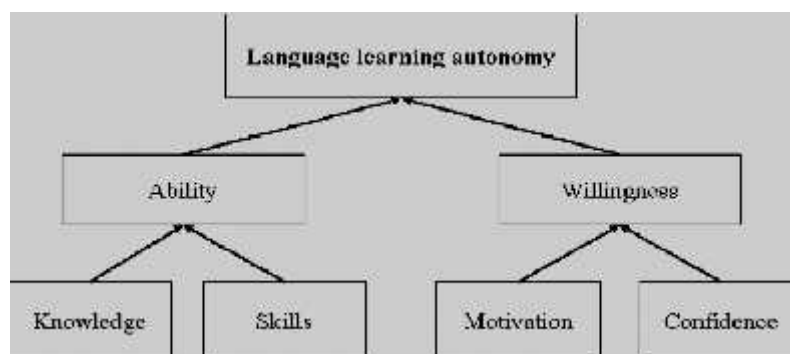 Language learning autonomy
Ability
Willingness
Knowledge
Skills
Motivation
Confidence